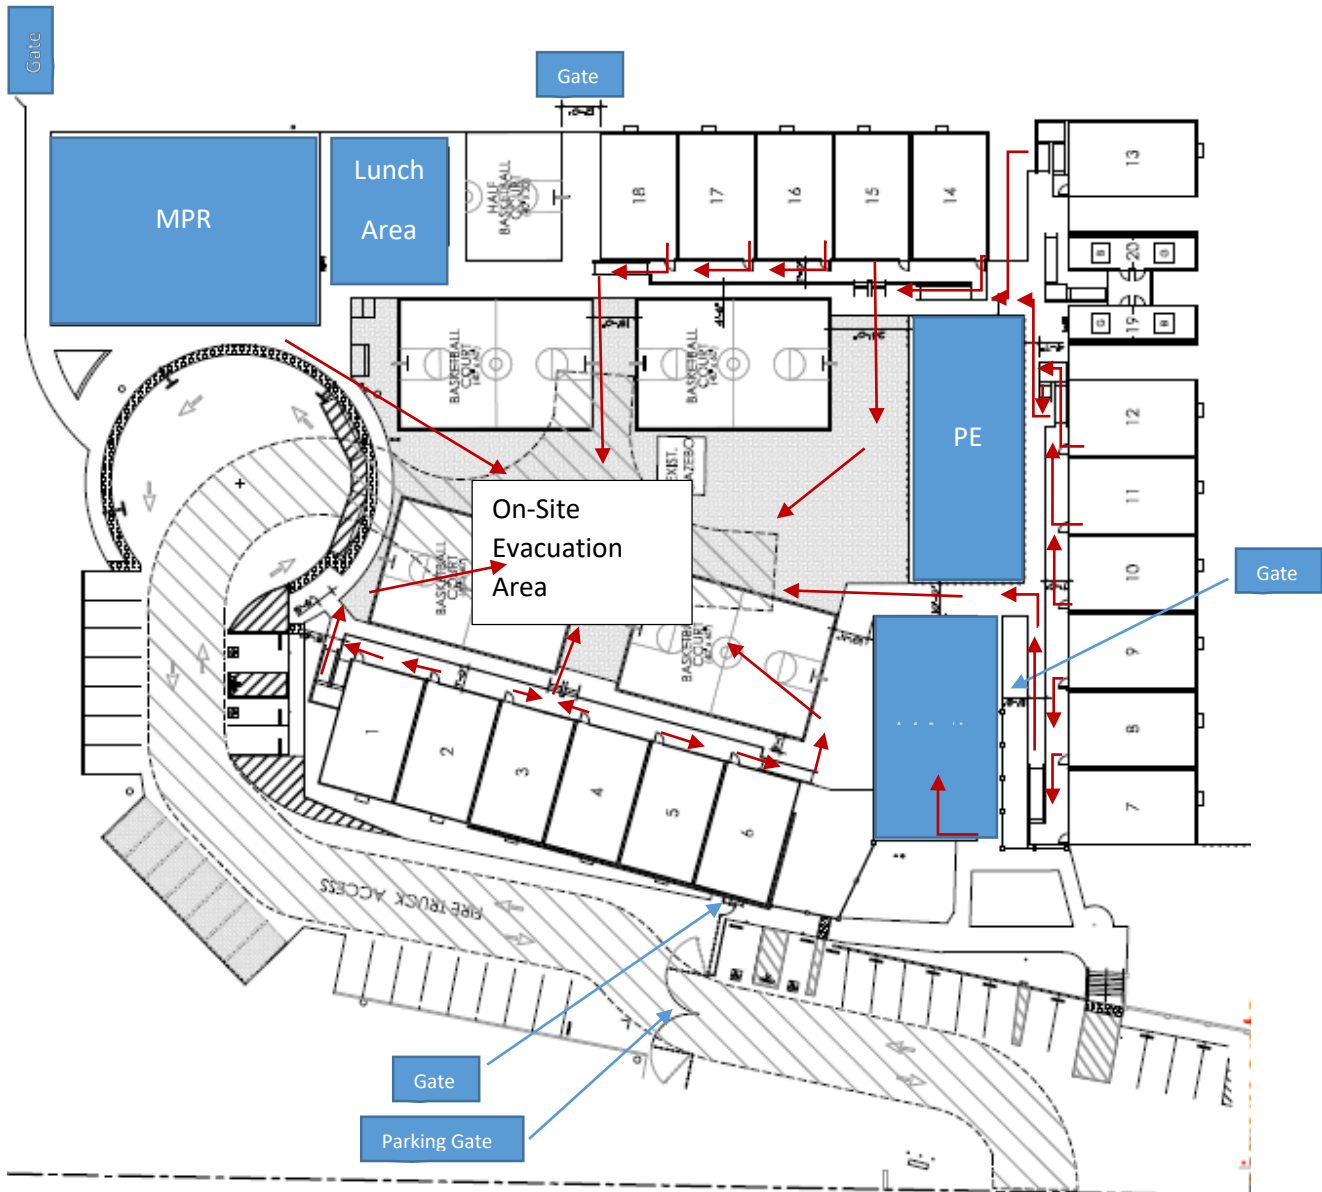 Gate
Gate
MPR
Lunch
Area
HALF
BASKETBALL
COURT
18
17
16
15
14
13
20
B
G
19
G
B
BASKETBALL
COURT
BASKETBALL
COURT
PE
12
11
10
9
8
7
EXIST.
GAZEBO
On-Site
Evacuation
Area
BASKETBALL
COURT
BASKETBALL
COURT
Gate
1
2
3
4
5
6
FIRE TRUCK ACCESS
Gate
Parking Gate